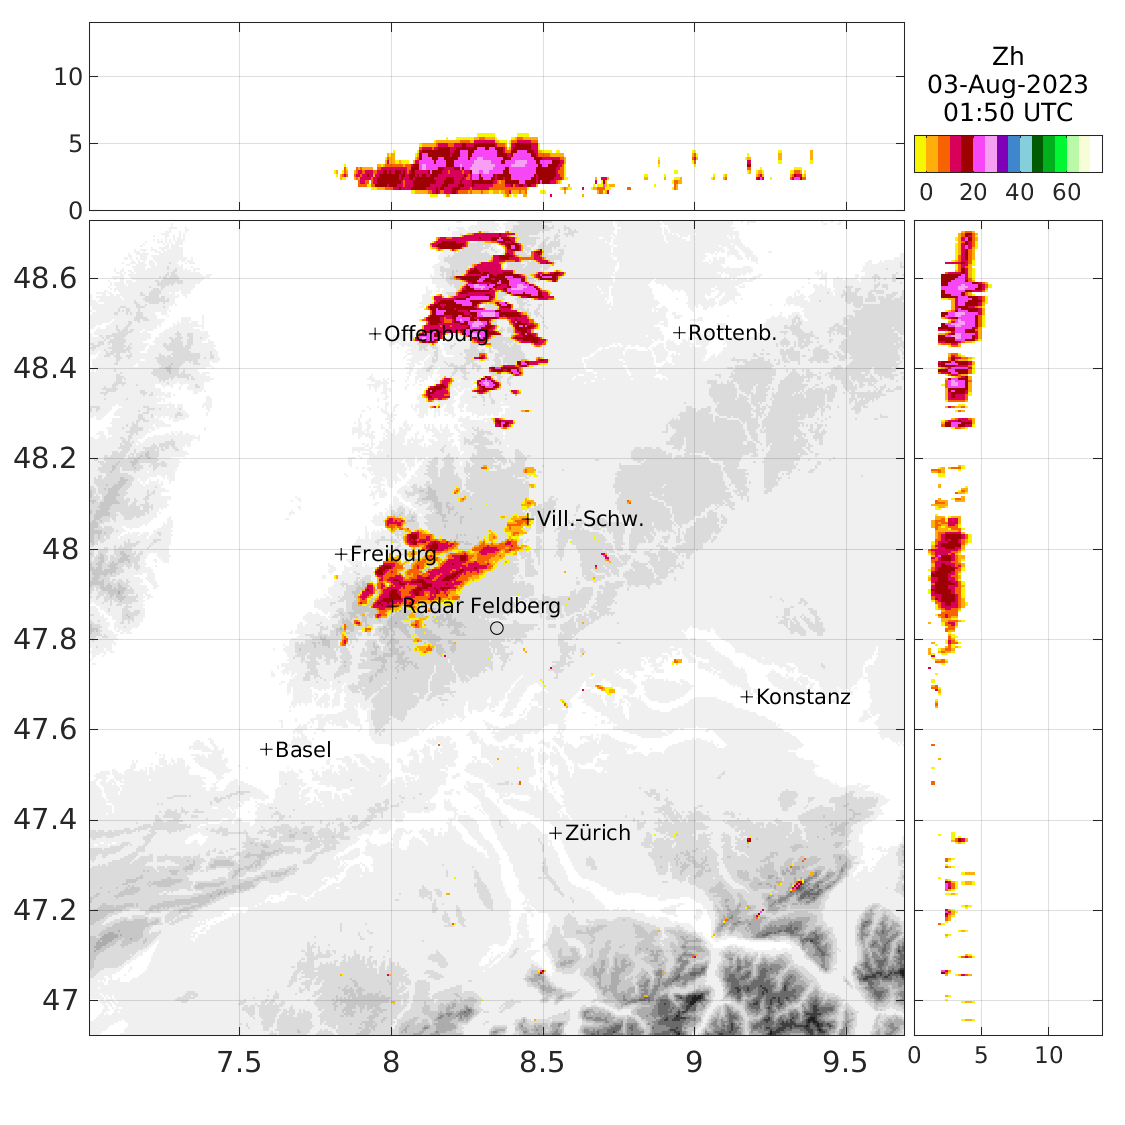 Zh
03-Aug-2023
01:50 UTC
10
5
0
0 20 40 60
48.6
48.4
48.2
48
47.8
47.6
47.4
47.2
47
+Offenburg
+Rottenb.
+Vill.-Schw.
+Freiburg
+Radar Feldberg
+Konstanz
+Basel
+Zürich
7.5 8 8.5 9 9.5
0 5 10